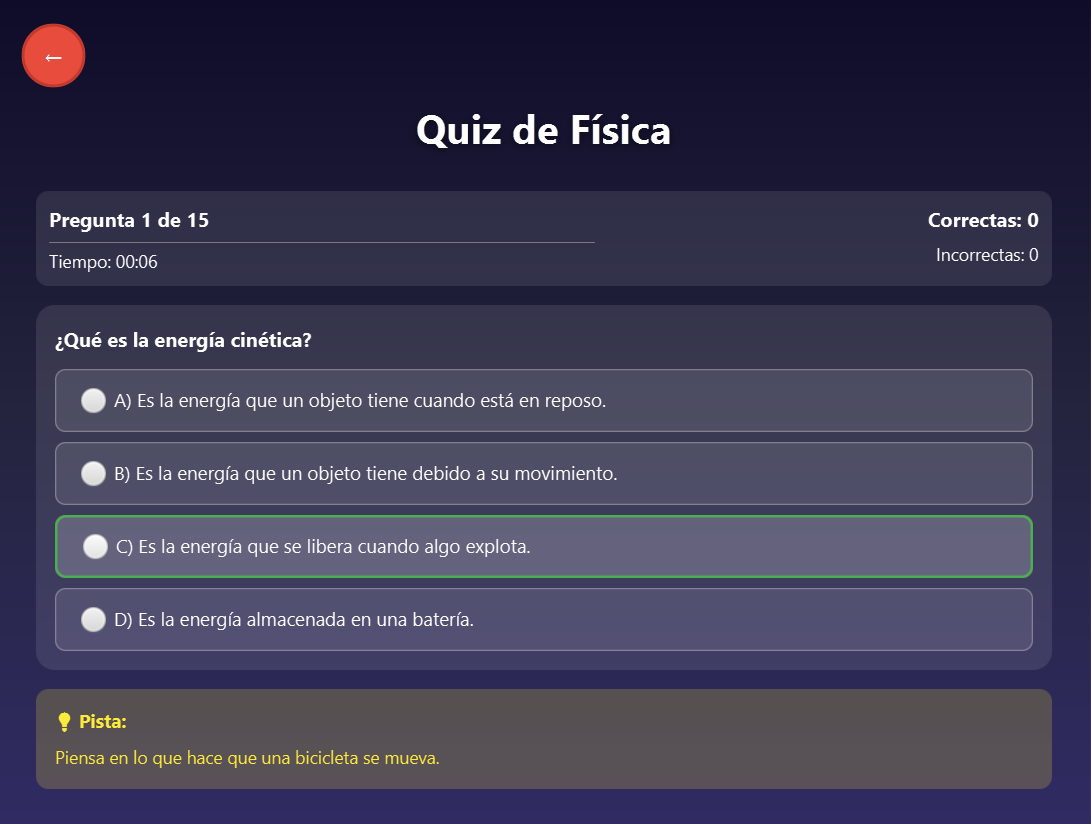 ←
Quiz de Física
Pregunta 1 de 15
Correctas: 0
Tiempo: 00:06
Incorrectas: 0
¿Qué es la energía cinética?
A) Es la energía que un objeto tiene cuando está en reposo.
B) Es la energía que un objeto tiene debido a su movimiento.
C) Es la energía que se libera cuando algo explota.
D) Es la energía almacenada en una batería.
Pista:
Piensa en lo que hace que una bicicleta se mueva.